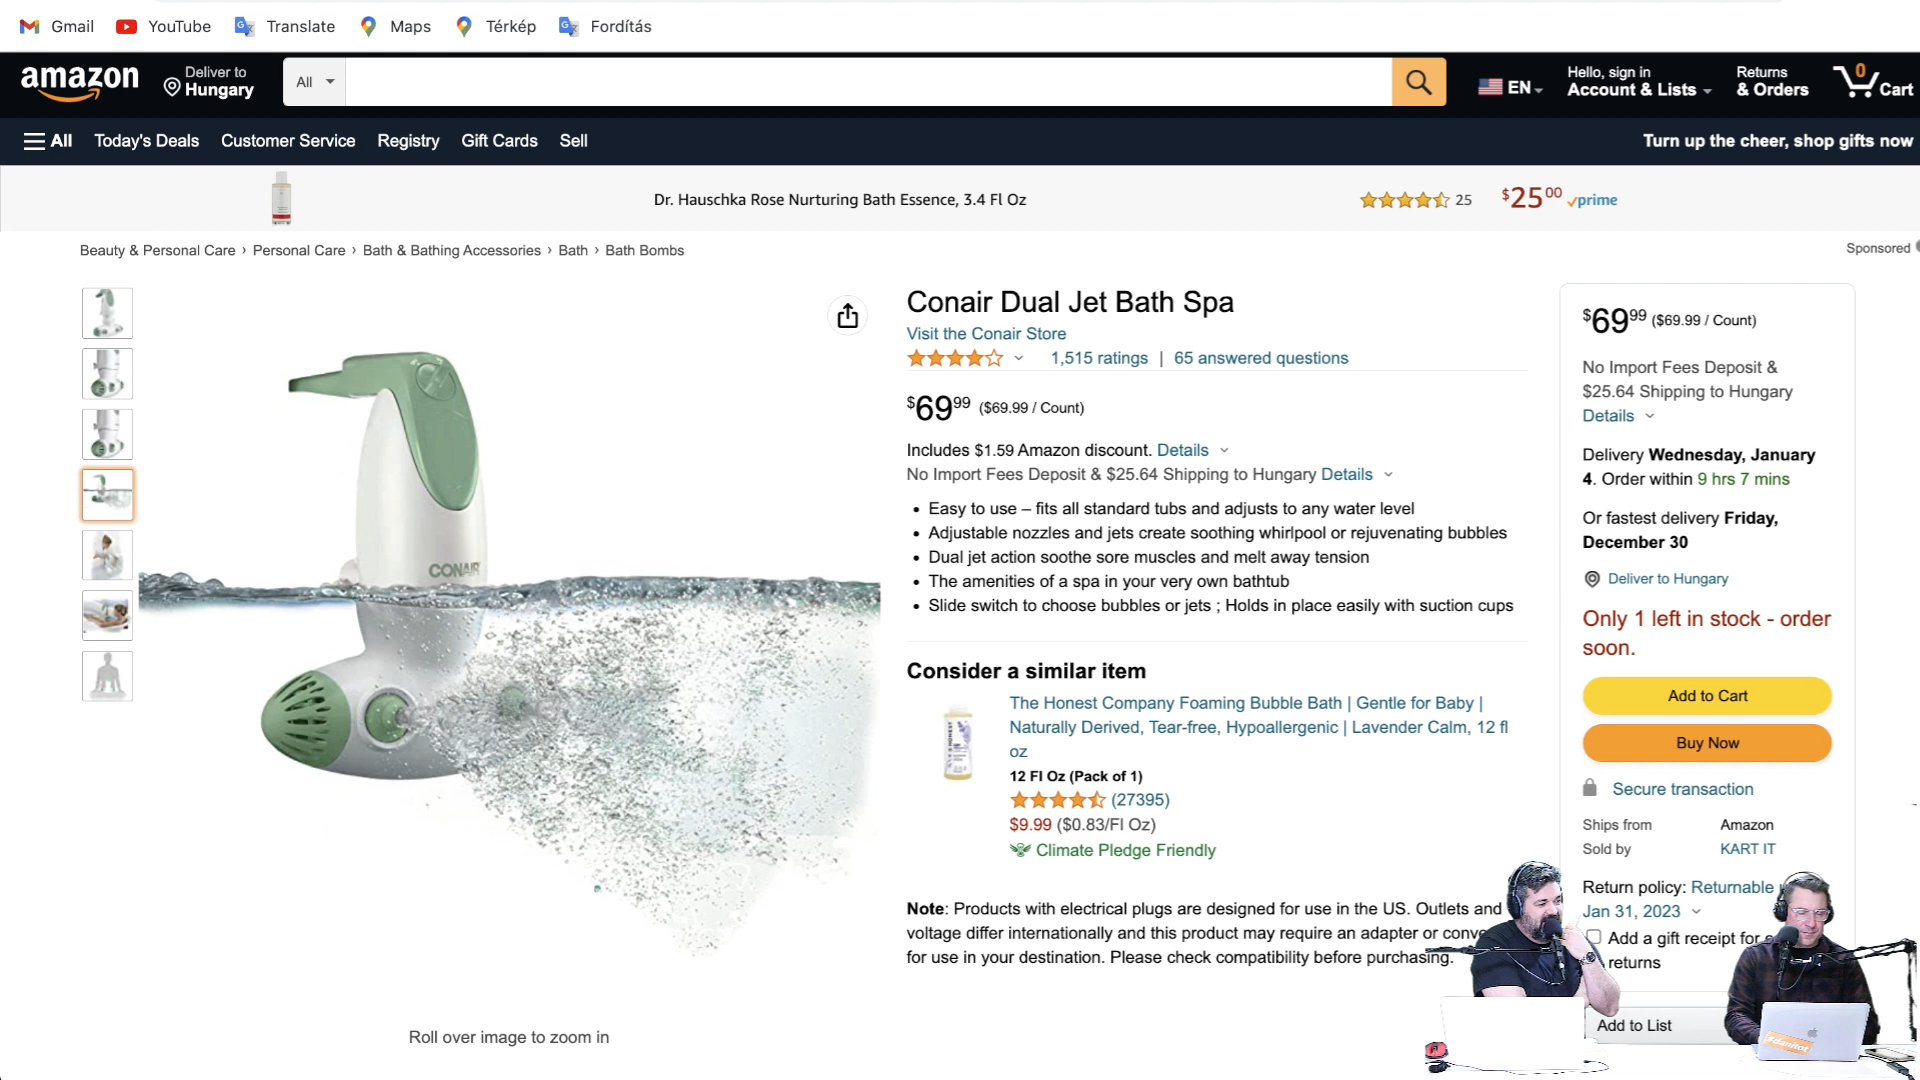 Gmail YouTube Translate Maps Térkép Fordítás
amazon
Deliver to
Hungary
All
EN
Hello, sign in
Account & Lists
Returns
& Orders
0
Cart
All Today's Deals Customer Service Registry Gift Cards Sell
Turn up the cheer, shop gifts now
Dr. Hauschka Rose Nurturing Bath Essence, 3.4 Fl Oz
25
$2500 prime
Beauty & Personal Care › Personal Care › Bath & Bathing Accessories › Bath › Bath Bombs
Sponsored
CONAIR
Roll over image to zoom in
Conair Dual Jet Bath Spa
Visit the Conair Store
1,515 ratings | 65 answered questions
$6999 ($69.99 / Count)
Includes $1.59 Amazon discount. Details
No Import Fees Deposit & $25.64 Shipping to Hungary Details
• Easy to use – fits all standard tubs and adjusts to any water level
• Adjustable nozzles and jets create soothing whirlpool or rejuvenating bubbles
• Dual jet action soothe sore muscles and melt away tension
• The amenities of a spa in your very own bathtub
• Slide switch to choose bubbles or jets ; Holds in place easily with suction cups
Consider a similar item
The Honest Company Foaming Bubble Bath | Gentle for Baby |
Naturally Derived, Tear-free, Hypoallergenic | Lavender Calm, 12 fl
oz
12 Fl Oz (Pack of 1)
(27395)
$9.99 ($0.83/Fl Oz)
Climate Pledge Friendly
Note: Products with electrical plugs are designed for use in the US. Outlets and
voltage differ internationally and this product may require an adapter or conve
for use in your destination. Please check compatibility before purchasing.
$6999 ($69.99 / Count)
No Import Fees Deposit &
$25.64 Shipping to Hungary
Details
Delivery Wednesday, January
4. Order within 9 hrs 7 mins
Or fastest delivery Friday,
December 30
Deliver to Hungary
Only 1 left in stock - order
soon.
Add to Cart
Buy Now
Secure transaction
Ships from Amazon
Sold by KART IT
Return policy: Returnable
Jan 31, 2023
Add a gift receipt for
returns
Add to List